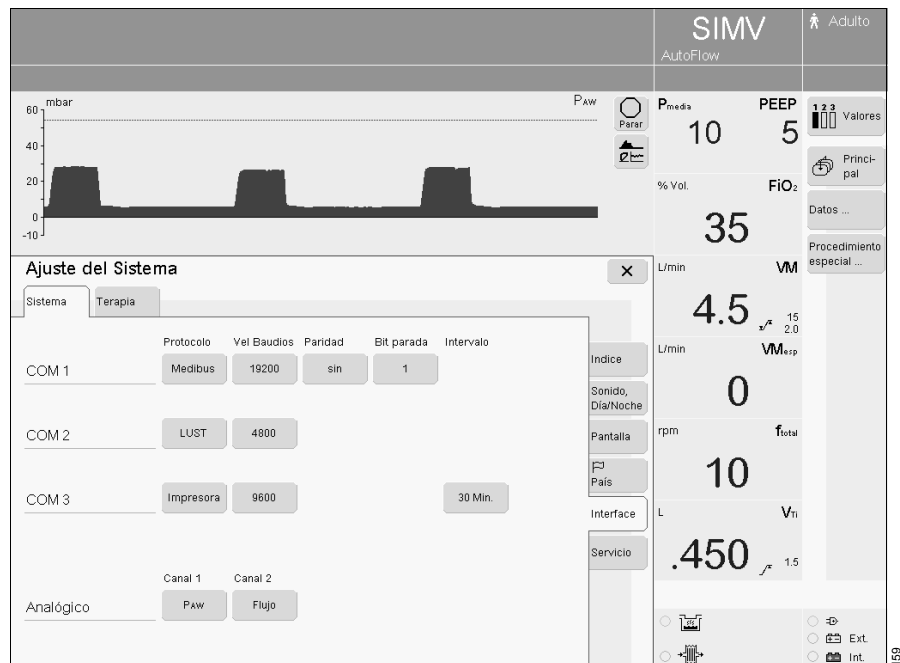 SIMV
AutoFlow
Adulto
mbar
60
40
20
0
-10
PAW
Parar
Pmedia PEEP
10 5
% Vol. FiO2
35
L/min VM
4.5 15
2.0
L/min VMesp
0
rpm ftotal
10
L VTi
.450 1.5
1 2 3
Valores
Princi-
pal
Datos ...
Procedimiento
especial ...
Ajuste del Sistema
Sistema Terapia
Protocolo Vel Baudios Paridad Bit parada Intervalo
COM 1 Medibus 19200 sin 1
COM 2 LUST 4800
COM 3 Impresora 9600 30 Min.
Canal 1 Canal 2
Analógico PAW Flujo
Indice
Sonido,
Día/Noche
Pantalla
País
Interface
Servicio
Ext.
Int.
159